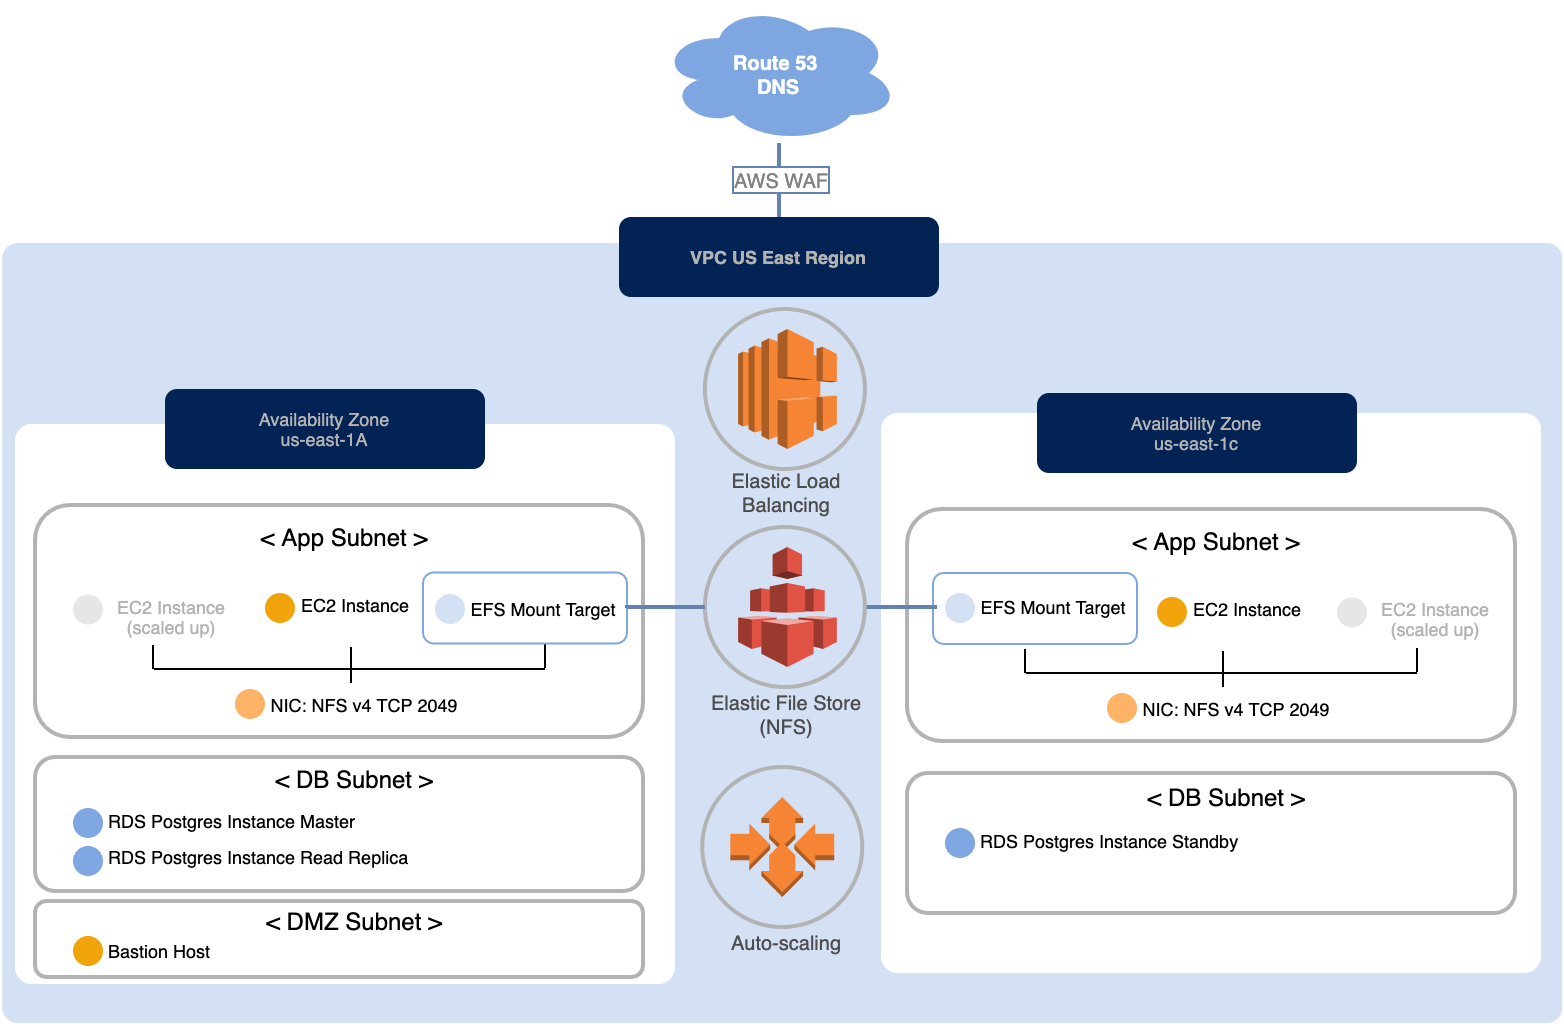 Route 53
DNS
AWS WAF
VPC US East Region
Elastic Load
Balancing
Availability Zone
us-east-1A
< App Subnet >
EC2 Instance
(scaled up)
EC2 Instance
EFS Mount Target
NIC: NFS v4 TCP 2049
< DB Subnet >
RDS Postgres Instance Master
RDS Postgres Instance Read Replica
< DMZ Subnet >
Bastion Host
Elastic File Store
(NFS)
Auto-scaling
Availability Zone
us-east-1c
< App Subnet >
EFS Mount Target
EC2 Instance
EC2 Instance
(scaled up)
NIC: NFS v4 TCP 2049
< DB Subnet >
RDS Postgres Instance Standby